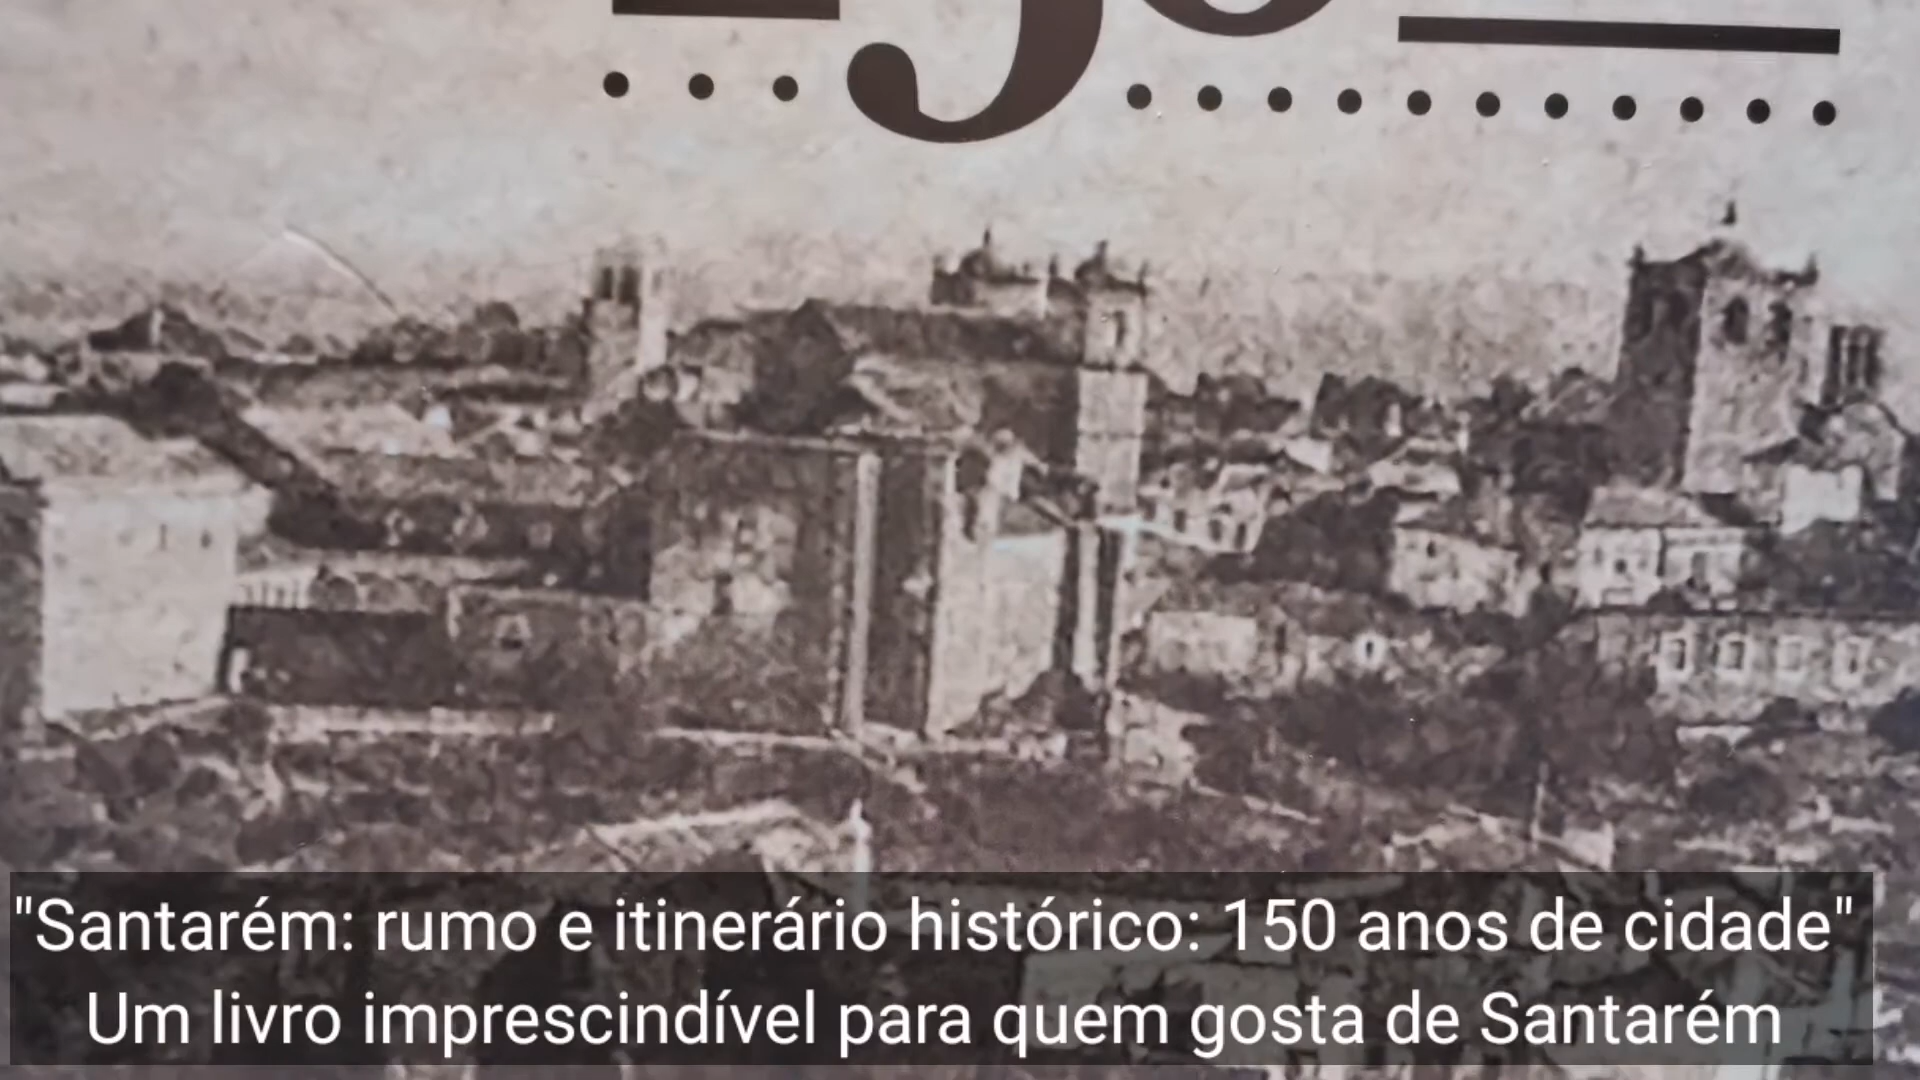 "Santarém: rumo e itinerário histórico: 150 anos de cidade"
Um livro imprescindível para quem gosta de Santarém